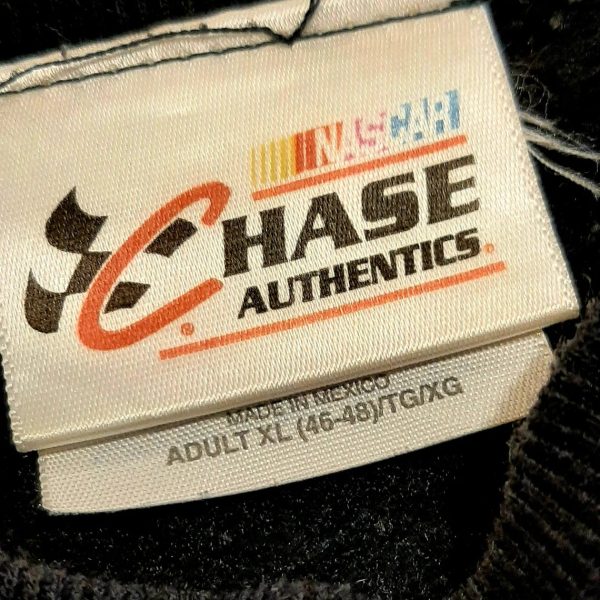 NASCAR
CHASE
AUTHENTICS®
®
MADE IN MEXICO
ADULT XL (46-48)/TG/XG